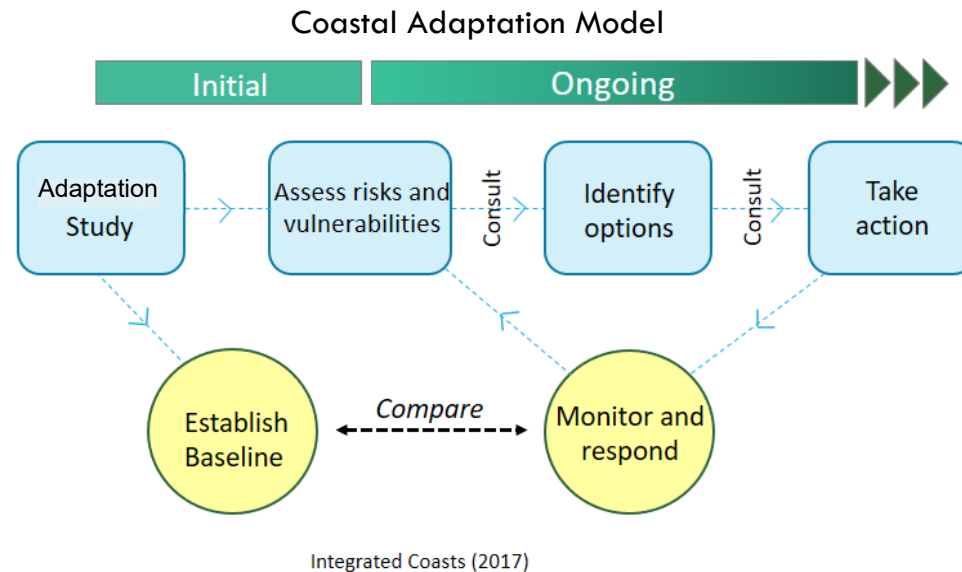 Coastal Adaptation Model
Initial
Ongoing
Adaptation
Study
Assess risks and
vulnerabilities
Consult
Identify
options
Consult
Take
action
Establish
Baseline
Compare
Monitor and
respond
Integrated Coasts (2017)